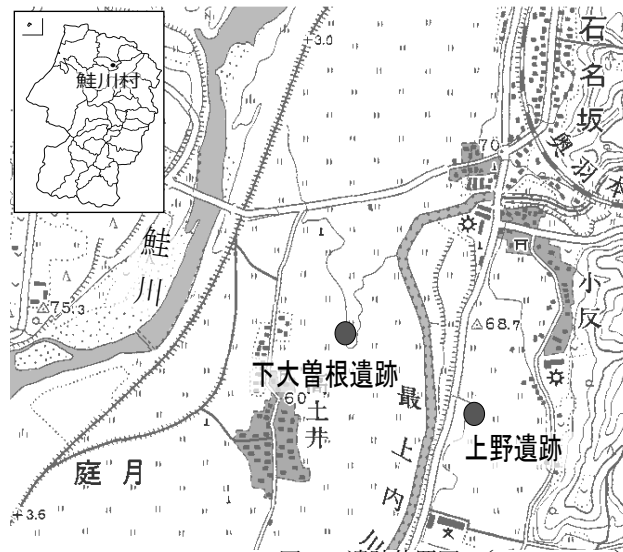 鮭川村
+3.0
石名坂
70
奥羽本
鮭川
△75.3
小反
△68.7
下大曽根遺跡
60
土井
最上内川
上野遺跡
庭月
+3.6